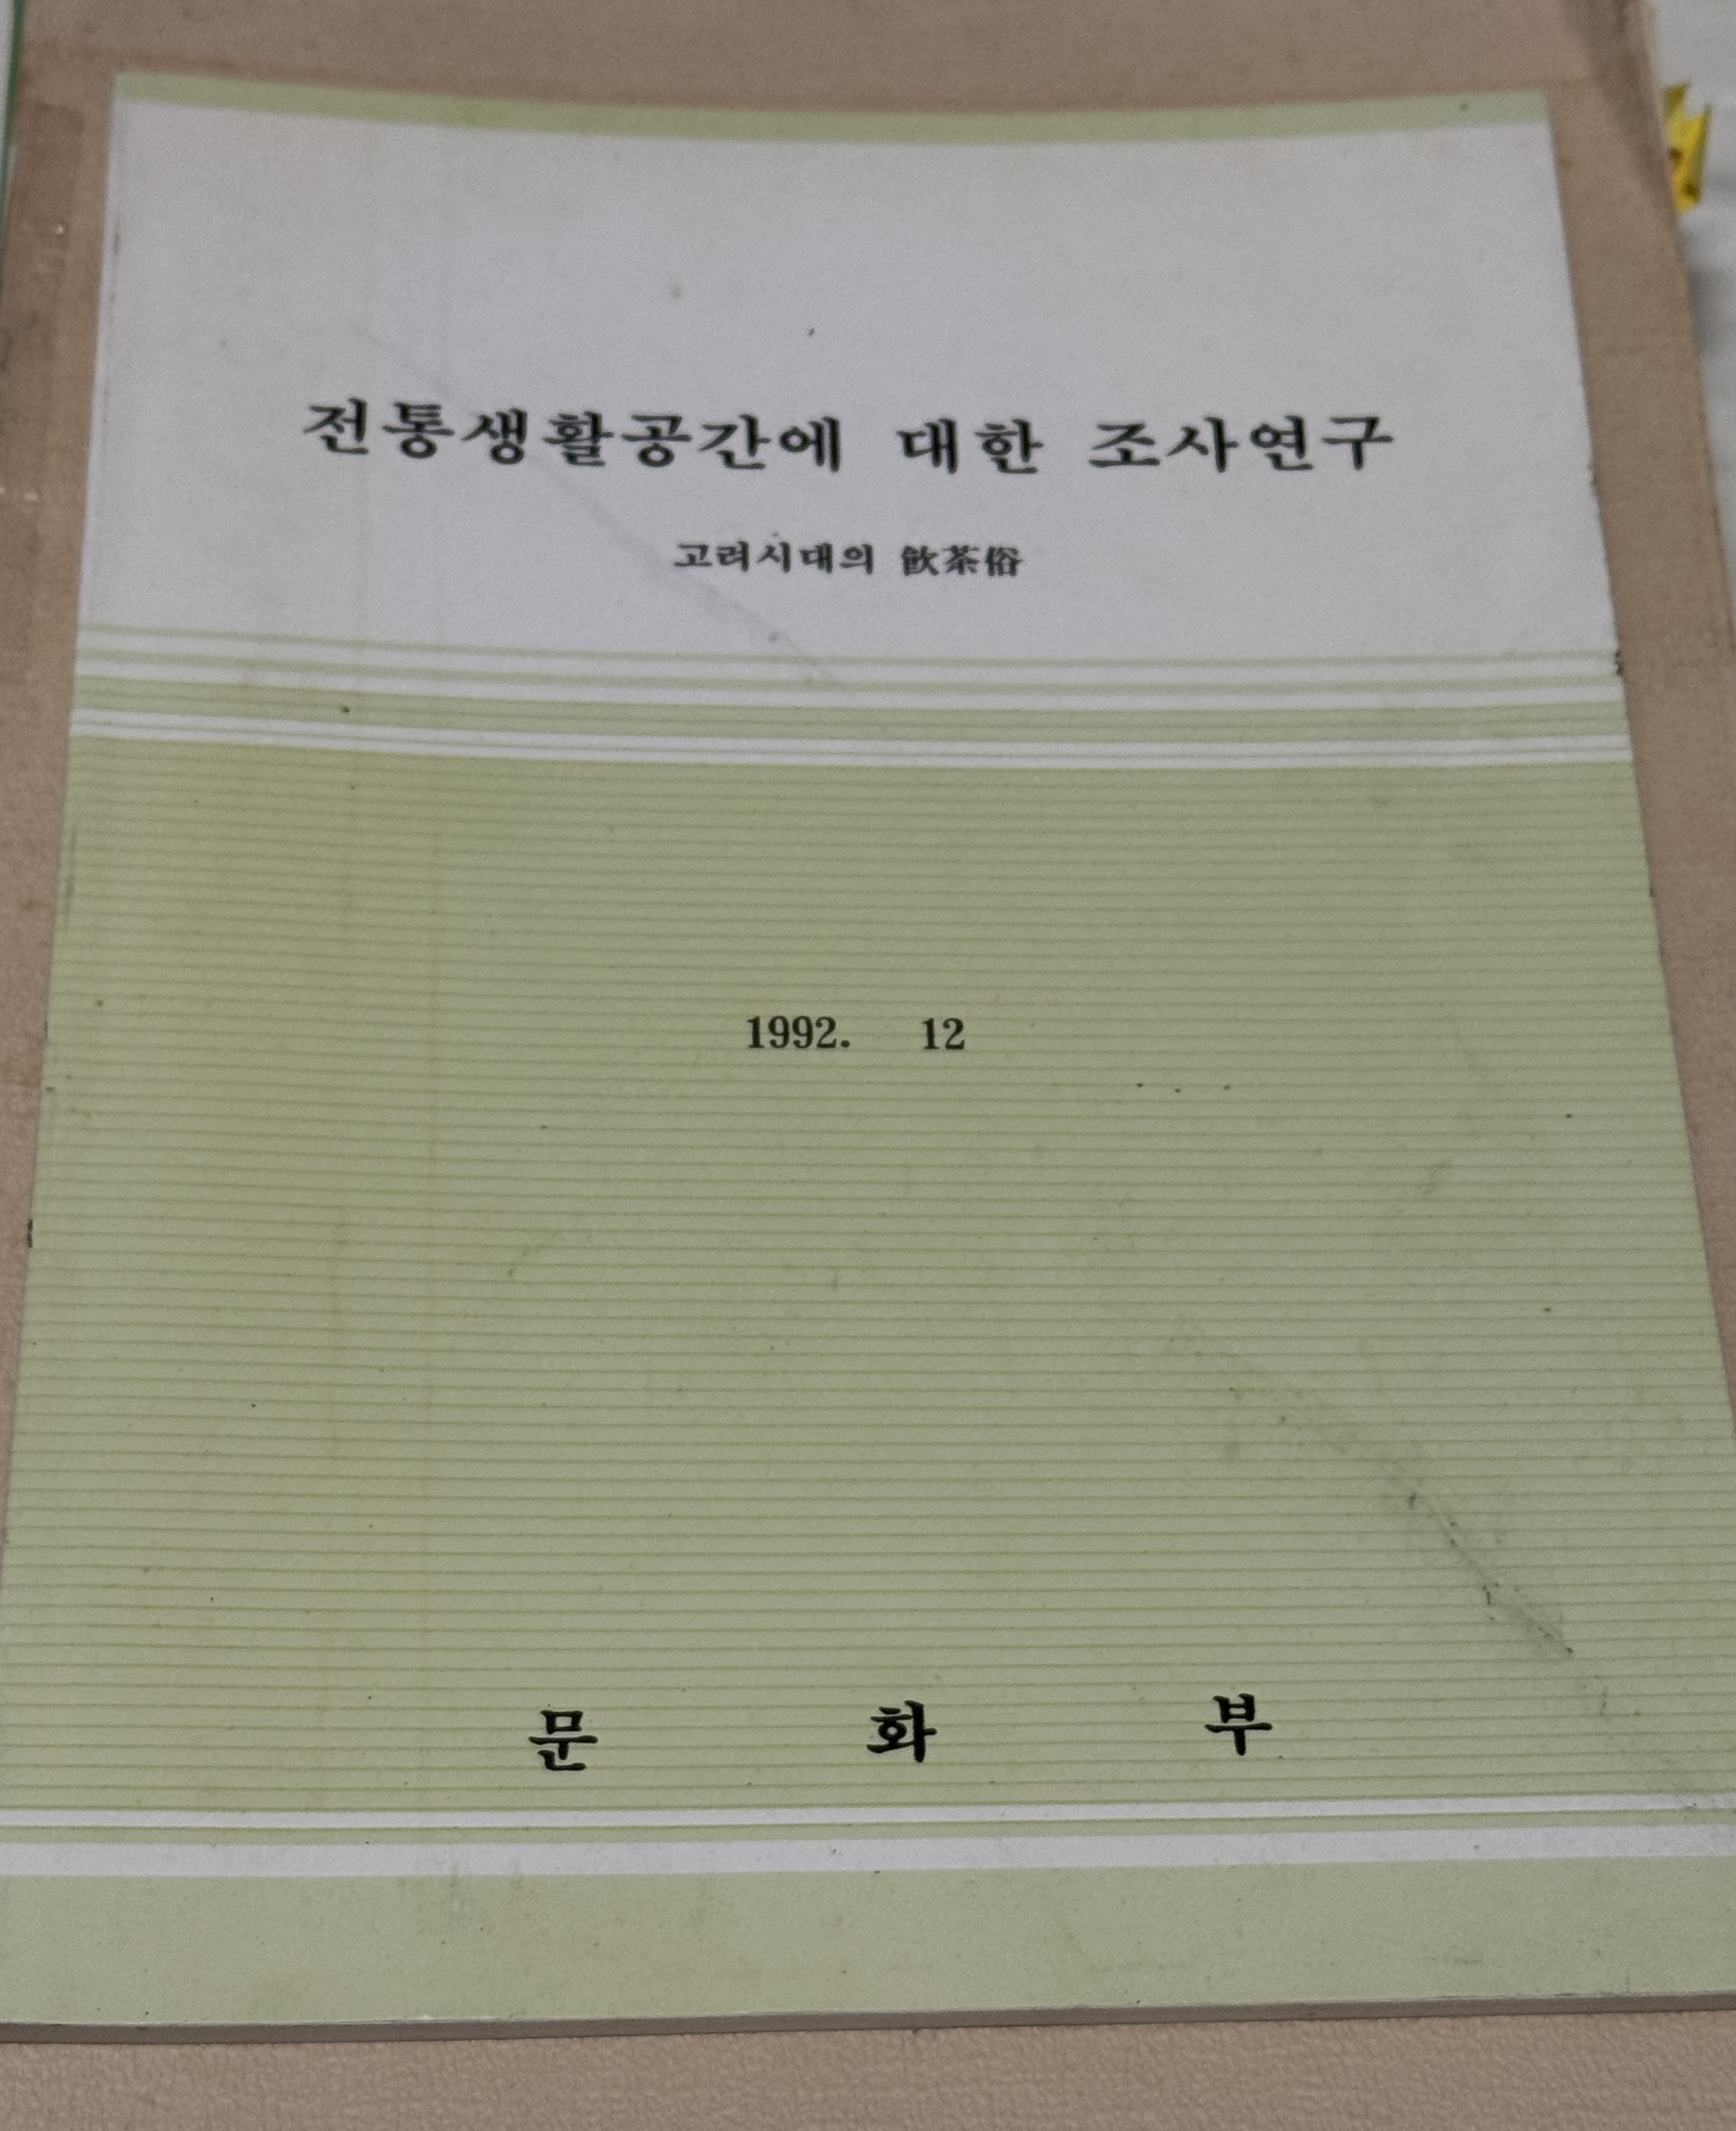 전통생활공간에 대한 조사연구
고려시대의 飮茶俗
1992. 12
문 화 부